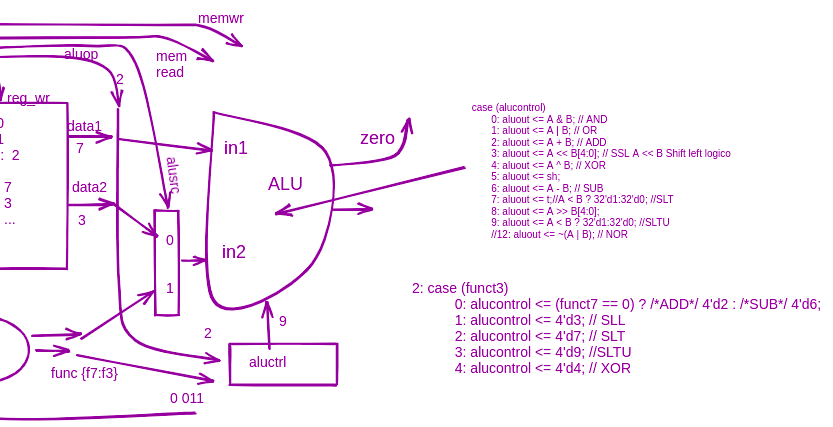 memwr
aluop
mem
read
2
reg_wr
0
1
: 2
7
3
...
data1
7
data2
3
alusrc
0
1
in1
in2
ALU
zero
9
2
aluctrl
func {f7:f3}
0 011
case (alucontrol)
0: aluout <= A & B; // AND
1: aluout <= A | B; // OR
2: aluout <= A + B; // ADD
3: aluout <= A << B[4:0]; // SSL A << B Shift left logico
4: aluout <= A ^ B; // XOR
5: aluout <= sh;
6: aluout <= A - B; // SUB
7: aluout <= t;//A < B ? 32'd1:32'd0; //SLT
8: aluout <= A >> B[4:0];
9: aluout <= A < B ? 32'd1:32'd0; //SLTU
//12: aluout <= ~(A | B); // NOR
2: case (funct3)
0: alucontrol <= (funct7 == 0) ? /*ADD*/ 4'd2 : /*SUB*/ 4'd6;
1: alucontrol <= 4'd3; // SLL
2: alucontrol <= 4'd7; // SLT
3: alucontrol <= 4'd9; //SLTU
4: alucontrol <= 4'd4; // XOR